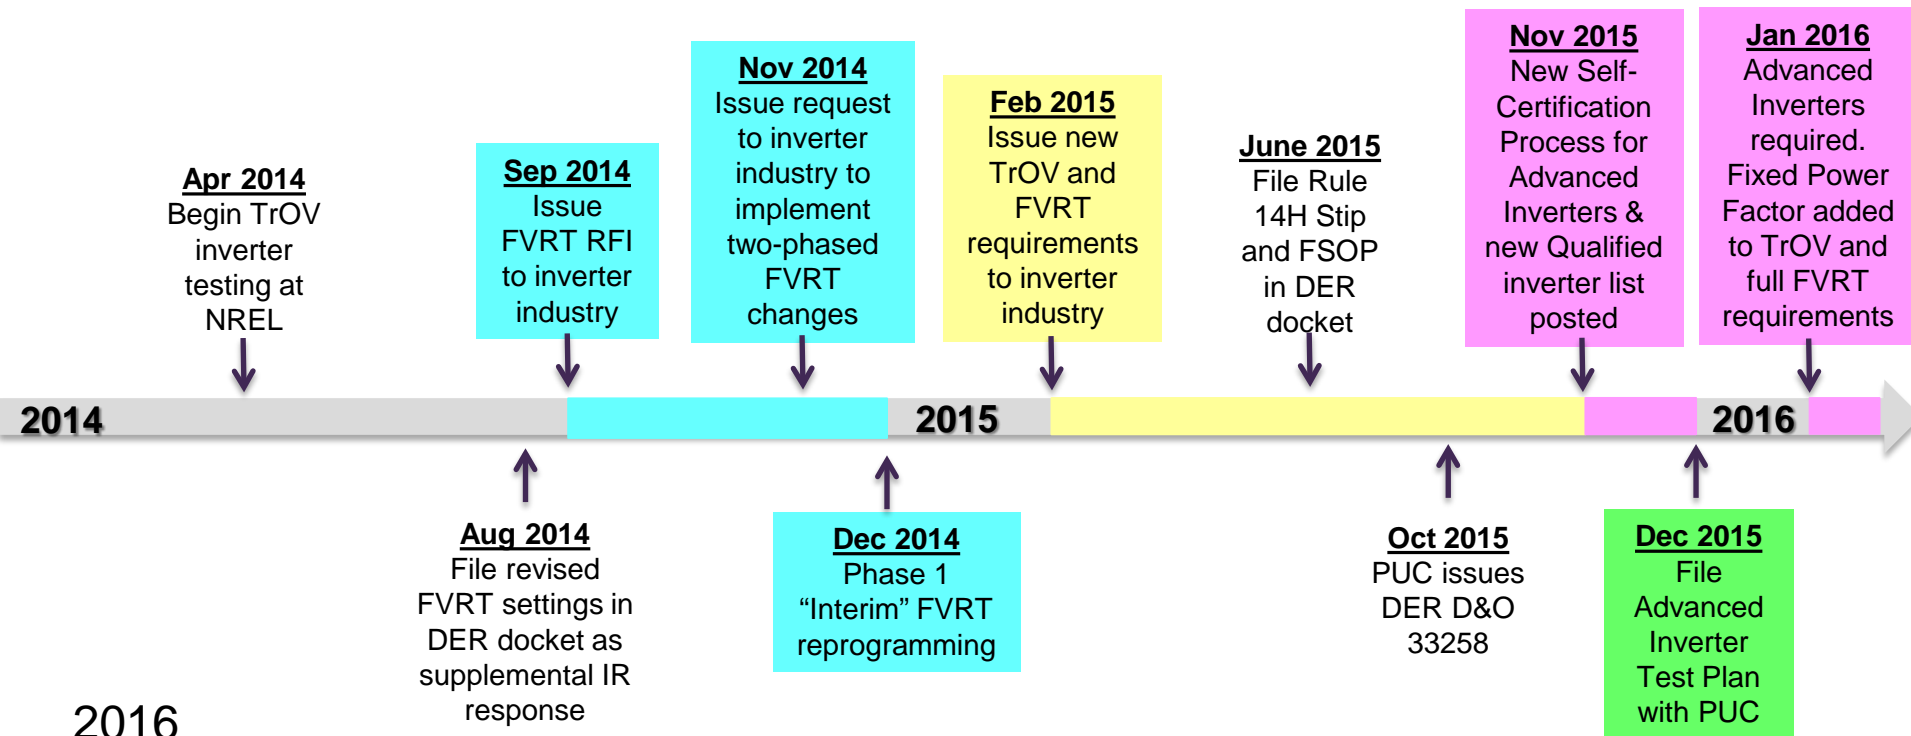 Apr 2014
Begin TrOV
inverter
testing at
NREL
Sep 2014
Issue
FVRT RFI
to inverter
industry
Nov 2014
Issue request
to inverter
industry to
implement
two-phased
FVRT
changes
Feb 2015
Issue new
TrOV and
FVRT
requirements
to inverter
industry
June 2015
File Rule
14H Stip
and FSOP
in DER
docket
Nov 2015
New Self-
Certification
Process for
Advanced
Inverters &
new Qualified
inverter list
posted
Jan 2016
Advanced
Inverters
required.
Fixed Power
Factor added
to TrOV and
full FVRT
requirements
2014
2015
2016
Aug 2014
File revised
FVRT settings in
DER docket as
supplemental IR
response
Dec 2014
Phase 1
“Interim” FVRT
reprogramming
Oct 2015
PUC issues
DER D&O
33258
Dec 2015
File
Advanced
Inverter
Test Plan
with PUC
2016